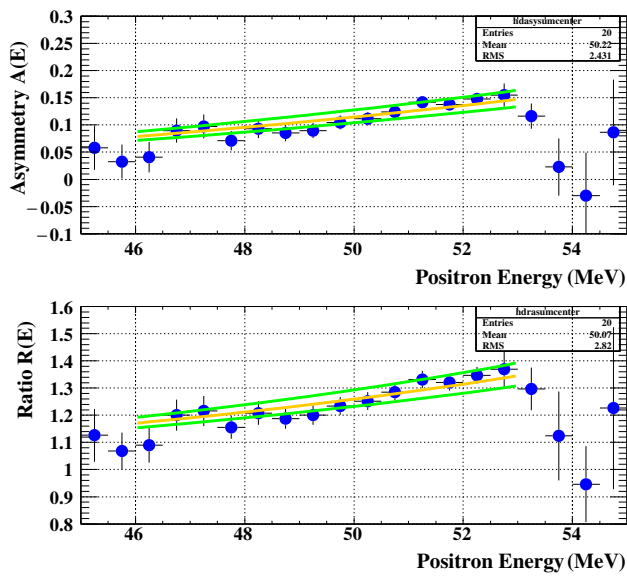 0.3
0.25
0.2
0.15
0.1
0.05
0
−0.05
−0.1
Asymmetry A(E)
hdasysumcenter
Entries 20
Mean 50.22
RMS 2.431
46 48 50 52 54
Positron Energy (MeV)
1.6
1.5
1.4
1.3
1.2
1.1
1
0.9
0.8
Ratio R(E)
hdrasumcenter
Entries 20
Mean 50.07
RMS 2.82
46 48 50 52 54
Positron Energy (MeV)